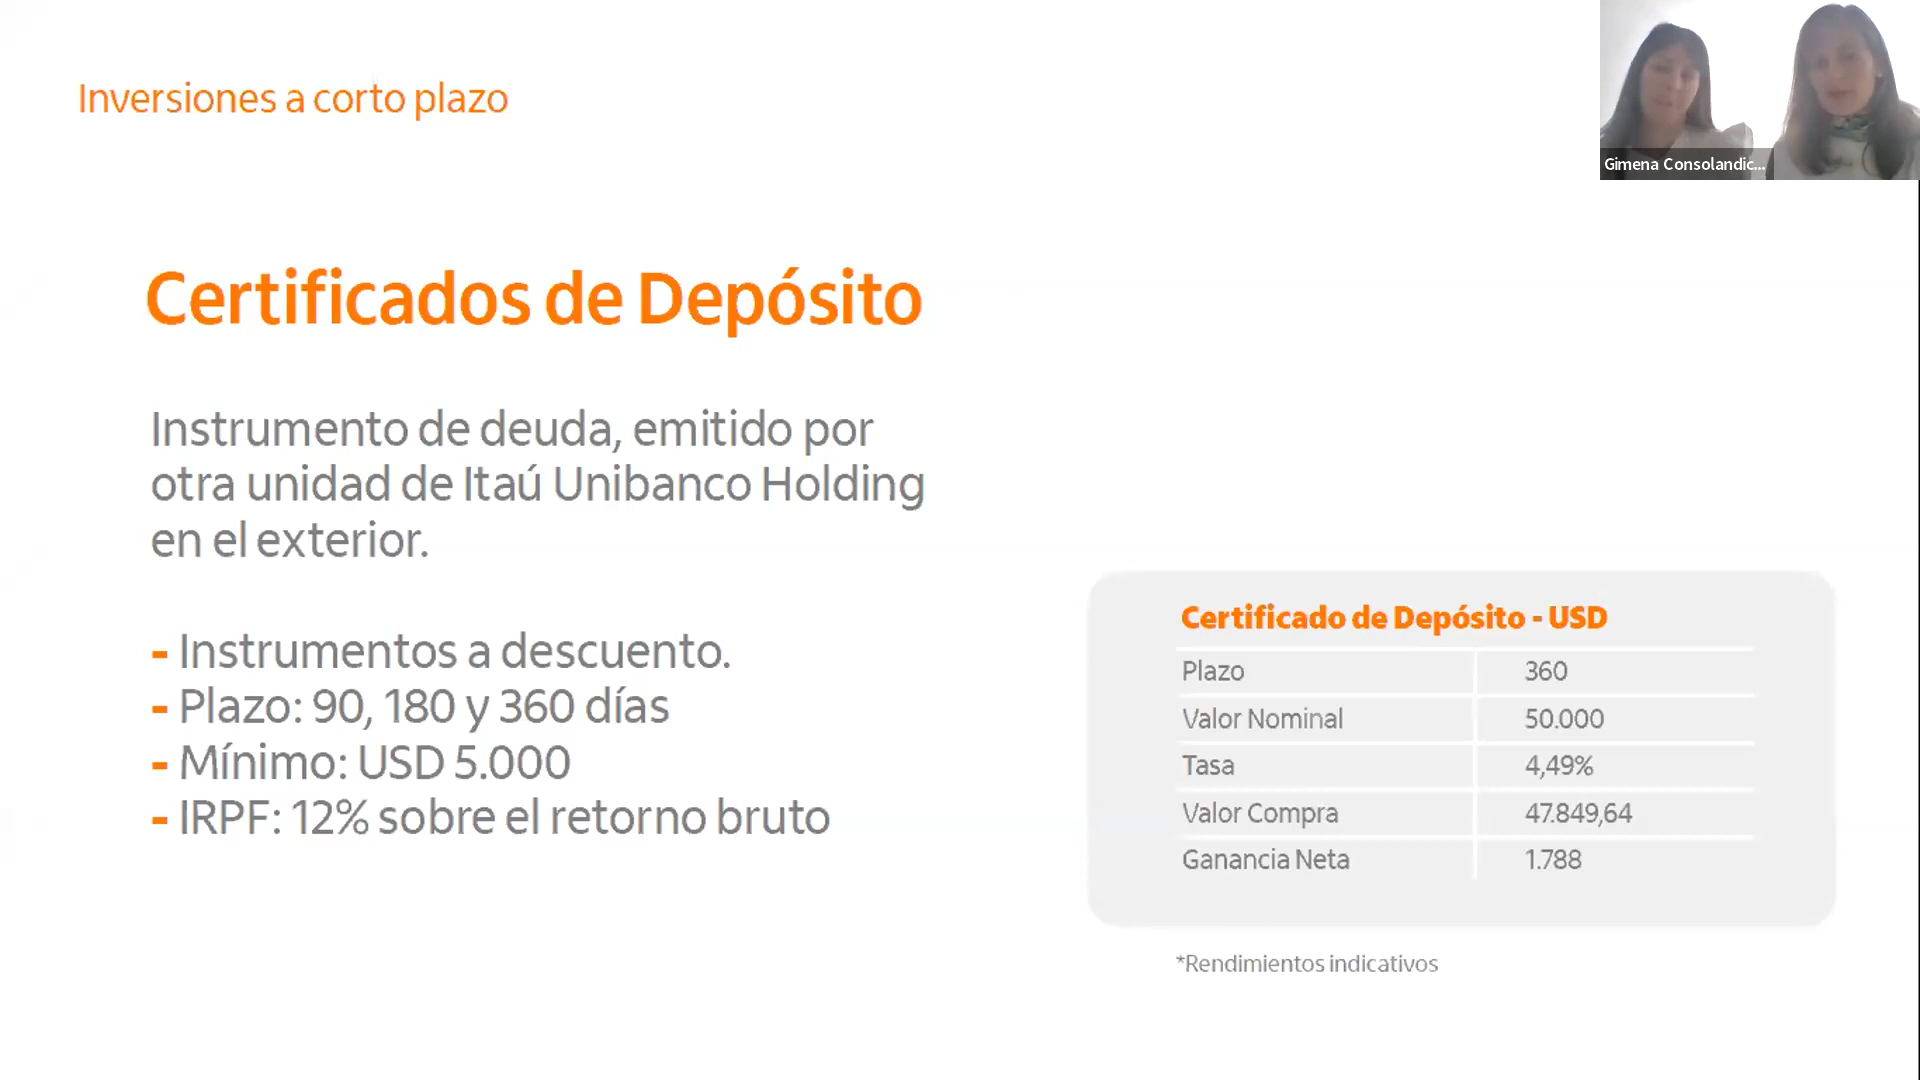 Inversiones a corto plazo
Gimena Consolandic...
Certificados de Depósito
Instrumento de deuda, emitido por
otra unidad de Itaú Unibanco Holding
en el exterior.
- Instrumentos a descuento.
- Plazo: 90, 180 y 360 días
- Mínimo: USD 5.000
- IRPF: 12% sobre el retorno bruto
Certificado de Depósito - USD
Plazo 360
Valor Nominal 50.000
Tasa 4,49%
Valor Compra 47.849,64
Ganancia Neta 1.788
*Rendimientos indicativos